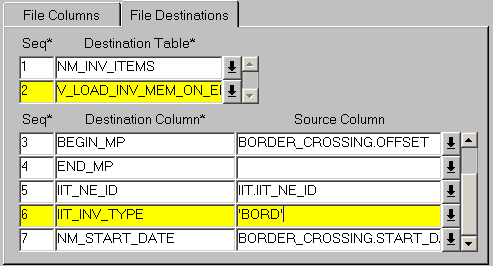 File Columns File Destinations
Seq* Destination Table*
1 NM_INV_ITEMS
2 V_LOAD_INV_MEM_ON_EI
Seq* Destination Column* Source Column
3 BEGIN_MP BORDER_CROSSING.OFFSET
4 END_MP
5 IIT_NE_ID IIT.IIT_NE_ID
6 IIT_INV_TYPE 'BORD'
7 NM_START_DATE BORDER_CROSSING.START_DA